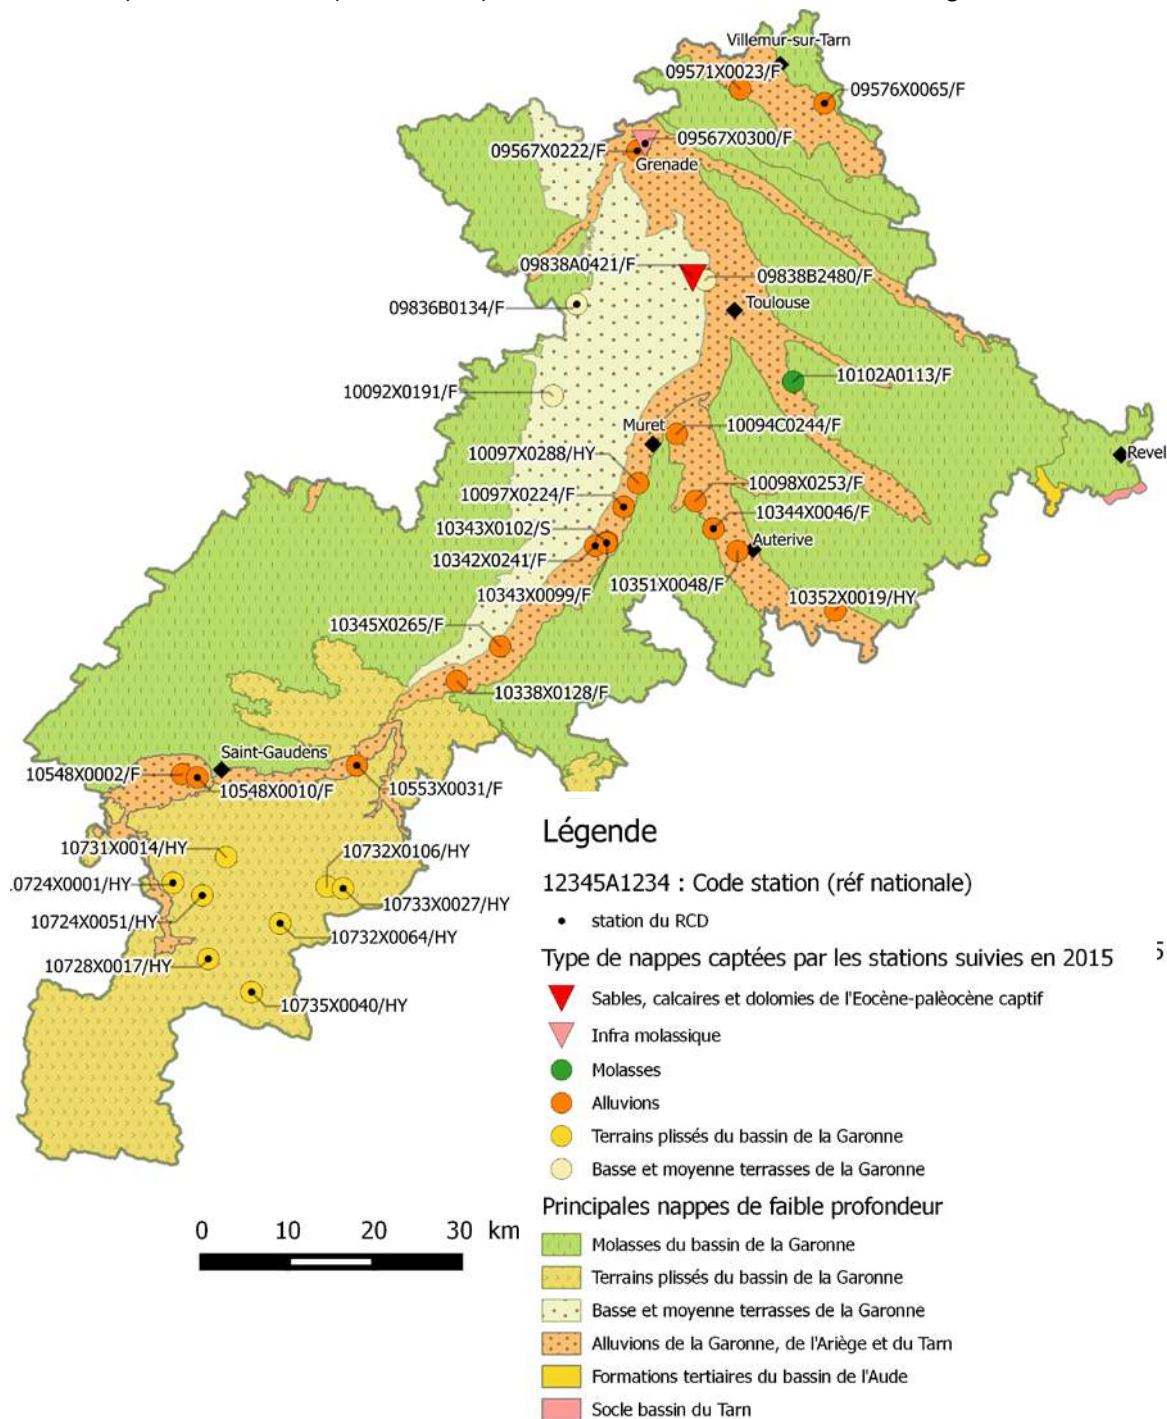 Villemur-sur-Tarn
09571X0023/F
09576X0065/F
09567X0300/F
09567X0222/F
Grenade
09838A0421/F
09838B2480/F
09836B0134/F
Toulouse
10102A0113/F
10092X0191/F
Muret
10094C0244/F
10097X0288/HY
Revel
10097X0224/F
10098X0253/F
10343X0102/S
10344X0046/F
10342X0241/F
Auterive
10343X0099/F
10351X0048/F
10352X0019/HY
10345X0265/F
10338X0128/F
Saint-Gaudens
10548X0002/F
10548X0010/F
10553X0031/F
10731X0014/HY
10732X0106/HY
10724X0001/HY
10733X0027/HY
10724X0051/HY
10732X0064/HY
10728X0017/HY
10735X0040/HY
Légende
12345A1234 : Code station (réf nationale)
station du RCD
Type de nappes captées par les stations suivies en 2015
5
Sables, calcaires et dolomies de l'Eocène-palèocène captif
Infra molassique
Molasses
Alluvions
Terrains plissés du bassin de la Garonne
Basse et moyenne terrasses de la Garonne
Principales nappes de faible profondeur
Molasses du bassin de la Garonne
Terrains plissés du bassin de la Garonne
Basse et moyenne terrasses de la Garonne
Alluvions de la Garonne, de l'Ariège et du Tarn
Formations tertiaires du bassin de l'Aude
Socle bassin du Tarn
0 10 20 30 km